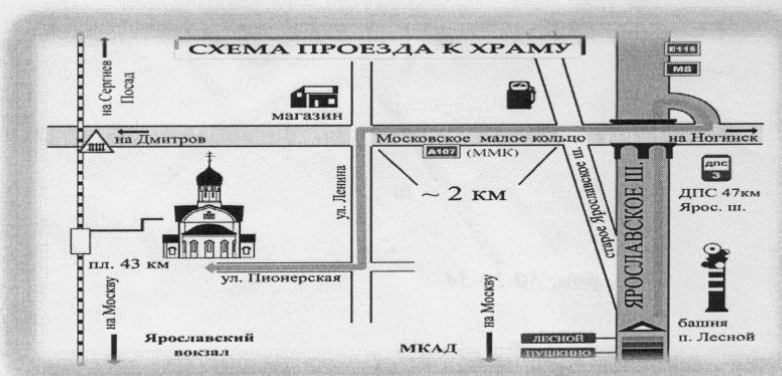 СХЕМА ПРОЕЗДА К ХРАМУ
на Сергиев
Посад
E115
M8
магазин
на Дмитров
Московское малое кольцо
на Ногинск
А107
(ММК)
~ 2 км
ул. Ленина
старое Ярославское ш.
ЯРОСЛАВСКОЕ Ш.
ДПС
3
ДПС 47км
Ярос. ш.
пл. 43 км
ул. Пионерская
на Москву
на Москву
башня
п. Лесной
Ярославский
вокзал
МКАД
ЛЕСНОЙ
ПУШКИНО